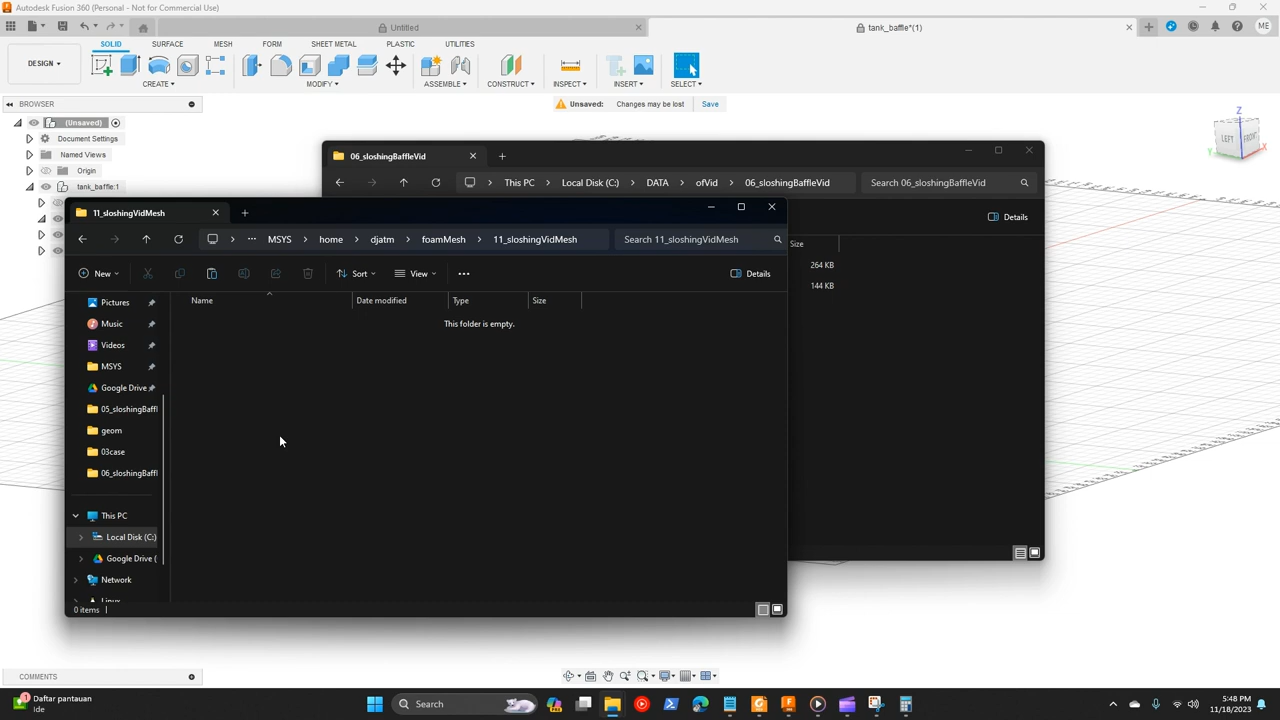 Autodesk Fusion 360 (Personal - Not for Commercial Use)
Untitled
tank_baffle*(1)
ME
SOLID SURFACE MESH FORM SHEET METAL PLASTIC UTILITIES
DESIGN
CREATE MODIFY ASSEMBLE CONSTRUCT INSPECT INSERT SELECT
BROWSER
Unsaved: Changes may be lost Save
(Unsaved)
Document Settings
Named Views
Origin
tank_baffle:1
Z
LEFT FRONT
Y X
06_sloshingBaffleVid
This PC Local Disk (C:) DATA ofVid 06_sloshingBaffleVid Search 06_sloshingBaffleVid
Details
Size
264 KB
144 KB
11_sloshingVidMesh
MSYS home djatm foamMesh 11_sloshingVidMesh Search 11_sloshingVidMesh
New Sort View Details
Name Date modified Type Size
This folder is empty.
Pictures
Music
Videos
MSYS
Google Drive
05_sloshingBaffl
geom
03case
06_sloshingBaffl
This PC
Local Disk (C:)
Google Drive (
Network
Linux
0 items
COMMENTS
1
Daftar pantauan
Ide
Search
5:48 PM
11/18/2023